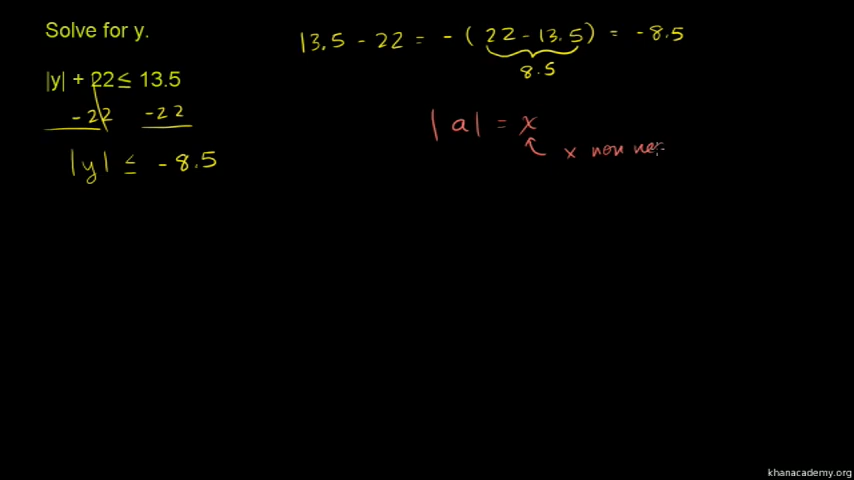 Solve for y.
13.5 - 22 = - ( 22 - 13.5 ) = - 8.5
8.5
|y| + 22 ≤ 13.5
- 22 - 22
|y| ≤ - 8.5
|a| = x
x non neg
khanacademy.org